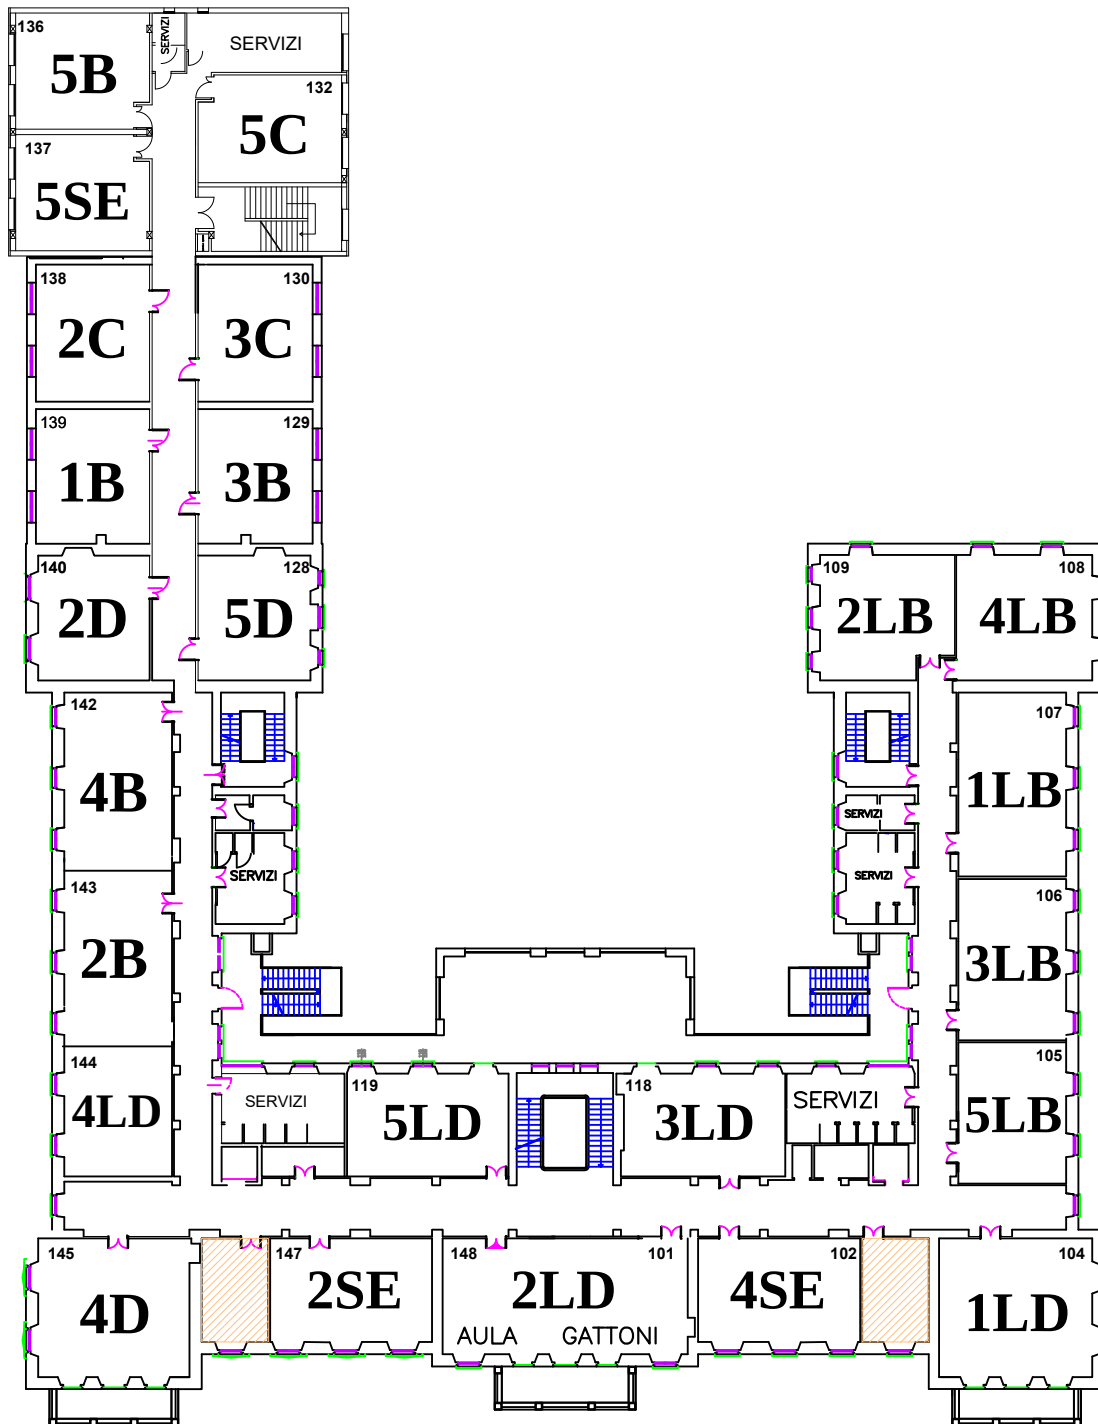 136
5B
SERVIZI
SERVIZI
132
5C
137
5SE
138
2C
130
3C
139
1B
129
3B
140
2D
128
5D
109
2LB
108
4LB
142
4B
107
1LB
SERVIZI
143
2B
SERVIZI
SERVIZI
106
3LB
144
4LD
SERVIZI
119
5LD
118
3LD
SERVIZI
105
5LB
145
4D
147
2SE
148
101
2LD
AULA GATTONI
102
4SE
104
1LD